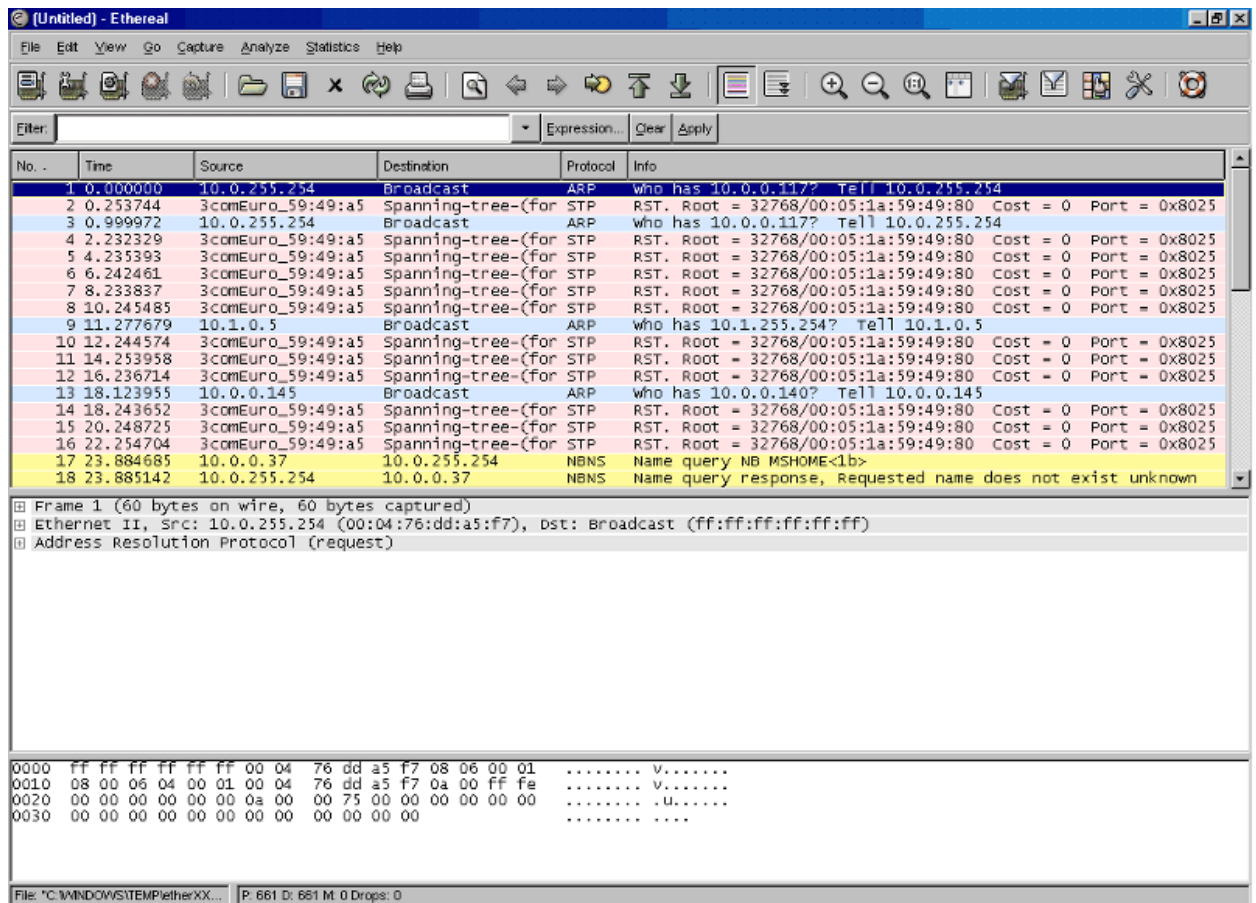 (Untitled) - Ethereal
File Edit View Go Capture Analyze Statistics Help
Filter: Expression... Clear Apply
No. . Time Source Destination Protocol Info
1 0.000000 10.0.255.254 Broadcast ARP who has 10.0.0.117? Tell 10.0.255.254
2 0.253744 3comEuro_59:49:a5 Spanning-tree-(for STP RST. Root = 32768/00:05:1a:59:49:80 Cost = 0 Port = 0x8025
3 0.999972 10.0.255.254 Broadcast ARP who has 10.0.0.117? Tell 10.0.255.254
4 2.232329 3comEuro_59:49:a5 Spanning-tree-(for STP RST. Root = 32768/00:05:1a:59:49:80 Cost = 0 Port = 0x8025
5 4.235393 3comEuro_59:49:a5 Spanning-tree-(for STP RST. Root = 32768/00:05:1a:59:49:80 Cost = 0 Port = 0x8025
6 6.242461 3comEuro_59:49:a5 Spanning-tree-(for STP RST. Root = 32768/00:05:1a:59:49:80 Cost = 0 Port = 0x8025
7 8.233837 3comEuro_59:49:a5 Spanning-tree-(for STP RST. Root = 32768/00:05:1a:59:49:80 Cost = 0 Port = 0x8025
8 10.245485 3comEuro_59:49:a5 Spanning-tree-(for STP RST. Root = 32768/00:05:1a:59:49:80 Cost = 0 Port = 0x8025
9 11.277679 10.1.0.5 Broadcast ARP who has 10.1.255.254? Tell 10.1.0.5
10 12.244574 3comEuro_59:49:a5 Spanning-tree-(for STP RST. Root = 32768/00:05:1a:59:49:80 Cost = 0 Port = 0x8025
11 14.253958 3comEuro_59:49:a5 Spanning-tree-(for STP RST. Root = 32768/00:05:1a:59:49:80 Cost = 0 Port = 0x8025
12 16.236714 3comEuro_59:49:a5 Spanning-tree-(for STP RST. Root = 32768/00:05:1a:59:49:80 Cost = 0 Port = 0x8025
13 18.123955 10.0.0.145 Broadcast ARP who has 10.0.0.140? Tell 10.0.0.145
14 18.243652 3comEuro_59:49:a5 Spanning-tree-(for STP RST. Root = 32768/00:05:1a:59:49:80 Cost = 0 Port = 0x8025
15 20.248725 3comEuro_59:49:a5 Spanning-tree-(for STP RST. Root = 32768/00:05:1a:59:49:80 Cost = 0 Port = 0x8025
16 22.254704 3comEuro_59:49:a5 Spanning-tree-(for STP RST. Root = 32768/00:05:1a:59:49:80 Cost = 0 Port = 0x8025
17 23.884685 10.0.0.37 10.0.255.254 NBNS Name query NB MSHOME<1b>
18 23.885142 10.0.255.254 10.0.0.37 NBNS Name query response, Requested name does not exist unknown
Frame 1 (60 bytes on wire, 60 bytes captured)
Ethernet II, Src: 10.0.255.254 (00:04:76:dd:a5:f7), Dst: Broadcast (ff:ff:ff:ff:ff:ff)
Address Resolution Protocol (request)
0000 ff ff ff ff ff ff 00 04 76 dd a5 f7 08 06 00 01 ........ v.......
0010 08 00 06 04 00 01 00 04 76 dd a5 f7 0a 00 ff fe ........ v.......
0020 00 00 00 00 00 00 0a 00 00 75 00 00 00 00 00 00 ........ .u......
0030 00 00 00 00 00 00 00 00 00 00 00 00 ........ ....
File: "C:\WINDOWS\TEMP\etherXX... P: 661 D: 661 M: 0 Drops: 0